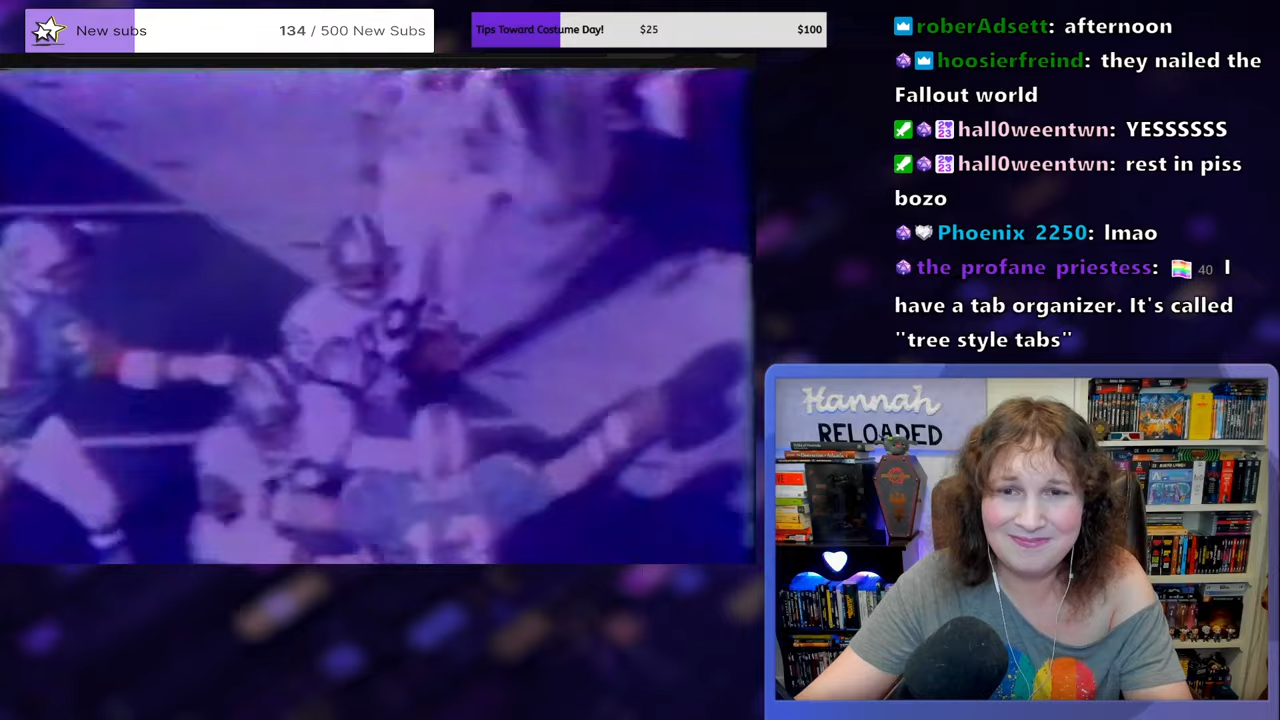 New subs
134 / 500 New Subs
Tips Toward Costume Day!
$25
$100
roberAdsett: afternoon
hoosierfreind: they nailed the
Fallout world
hall0weentwn: YESSSSSS
hall0weentwn: rest in piss
bozo
Phoenix 2250: lmao
the profane priestess: 40 I
have a tab organizer. It's called
"tree style tabs"
Hannah
RELOADED